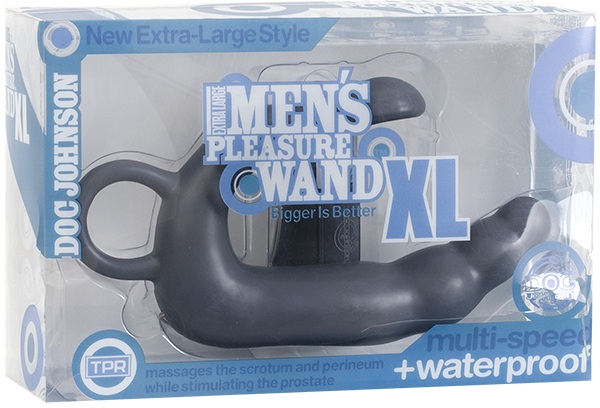 New Extra-Large Style
DOC JOHNSON
EXTRA LARGE
MEN'S
PLEASURE
WAND
XL
Bigger Is Better
multi-speed
+waterproof
TPR
massages the scrotum and perineum
while stimulating the prostate